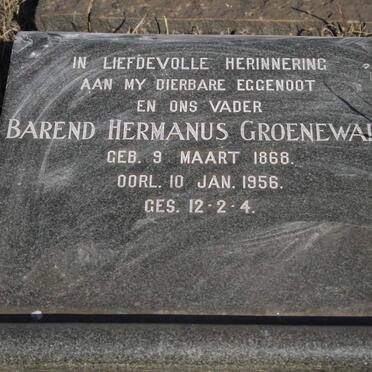 IN LIEFDEVOLLE HERINNERING
AAN MY DIERBARE EGGENOOT
EN ONS VADER
BAREND HERMANUS GROENEWA
GEB. 9 MAART 1868.
OORL. 10 JAN. 1956.
GES. 12-2-4.